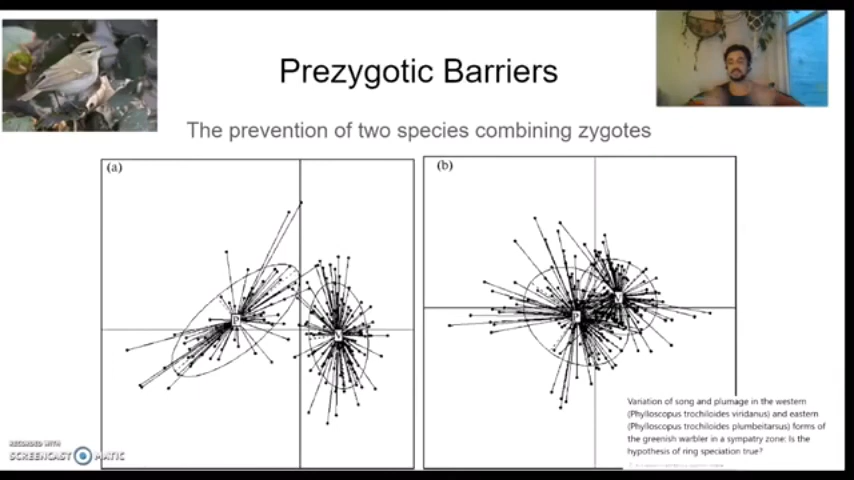 Prezygotic Barriers
The prevention of two species combining zygotes
(a)
(b)
P
V
P
V
Variation of song and plumage in the western
(Phylloscopus trochiloides viridanus) and eastern
(Phylloscopus trochiloides plumbeitarsus) forms of
the greenish warbler in a sympatry zone: Is the
hypothesis of ring speciation true?
RECORDED WITH
SCREENCAST MATIC